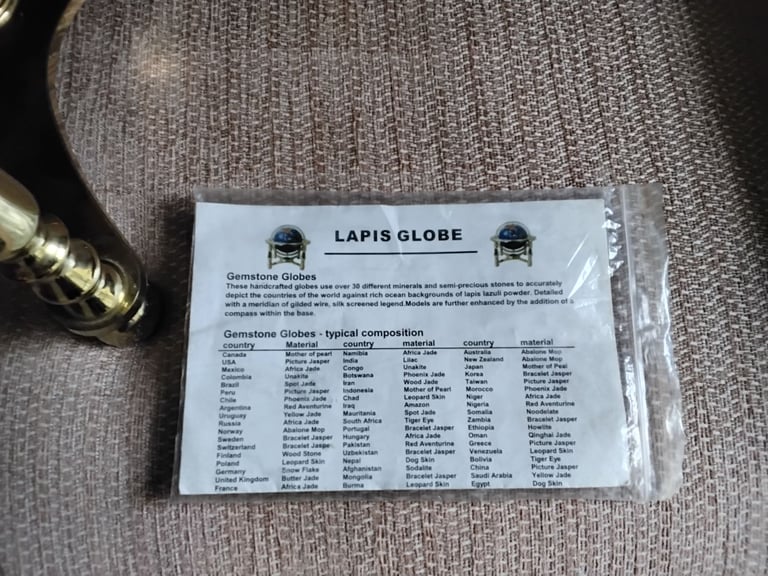 LAPIS GLOBE
Gemstone Globes
These handcrafted globes use over 30 different minerals and semi-precious stones to accurately
depict the countries of the world against rich ocean backgrounds of lapis lazuli powder. Detailed
with a meridian of gilded wire, silk screened legend.Models are further enhanced by the addition of a
compass within the base.
Gemstone Globes - typical composition
country Material country material country material
Canada Mother of pearl Namibia Africa Jade Australia Abalone Mop
USA Picture Jasper India Lilac New Zealand Abalone Mop
Mexico Africa Jade Congo Unakite Japan Mother of Peal
Colombia Unakite Botswana Phoenix Jade Korea Bracelet Jasper
Brazil Spot Jade Iran Wood Jade Taiwan Picture Jasper
Peru Picture Jasper Indonesia Mother of Pearl Morocco Phoenix Jade
Chile Phoenix Jade Chad Leopard Skin Niger Africa Jade
Argentina Red Aventurine Iraq Amazon Nigeria Red Aventurine
Uruguay Yellow Jade Mauritania Spot Jade Somalia Noodelate
Russia Africa Jade South Africa Tiger Eye Zambia Bracelet Jasper
Norway Abalone Mop Portugal Bracelet Jasper Ethiopia Howlite
Sweden Bracelet Jasper Hungary Africa Jade Oman Qinghai Jade
Switzerland Bracelet Jaspe Pakistan Red Aventurine Greece Picture Jasper
Finland Wood Stone Uzbekistan Bracelet Jasper Venezuela Leopard Skin
Poland Leopard Skin Nepal Dog Skin Bolivia Tiger Eye
Germany Snow Flake Afghanistan Sodalite China Picture Jasper
United Kingdom Butter Jade Mongolia Bracelet Jasper Saudi Arabia Yellow Jade
France Africa Jade Burma Leopard Skin Egypt Dog Skin